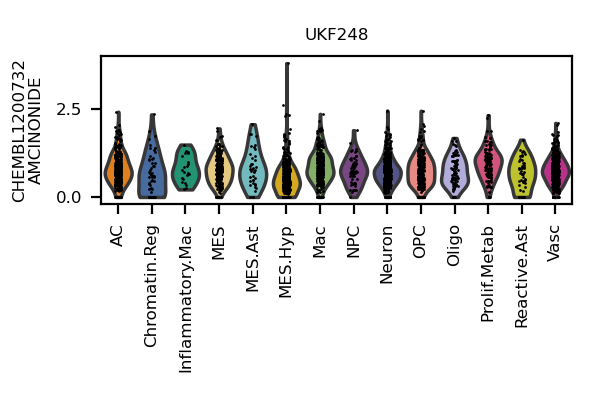 UKF248
CHEMBL1200732
AMCINONIDE
2.5
0.0
AC
Chromatin.Reg
Inflammatory.Mac
MES
MES.Ast
MES.Hyp
Mac
NPC
Neuron
OPC
Oligo
Prolif.Metab
Reactive.Ast
Vasc